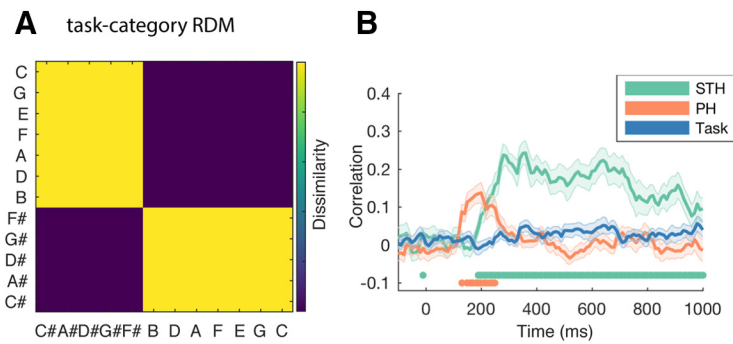 A
task-category RDM
C
G
E
F
A
D
B
F#
G#
D#
A#
C#
C#A#D#G#F# B D A F E G C
Dissimilarity
B
STH
PH
Task
0.4
0.3
0.2
0.1
0
-0.1
Correlation
0 200 400 600 800 1000
Time (ms)